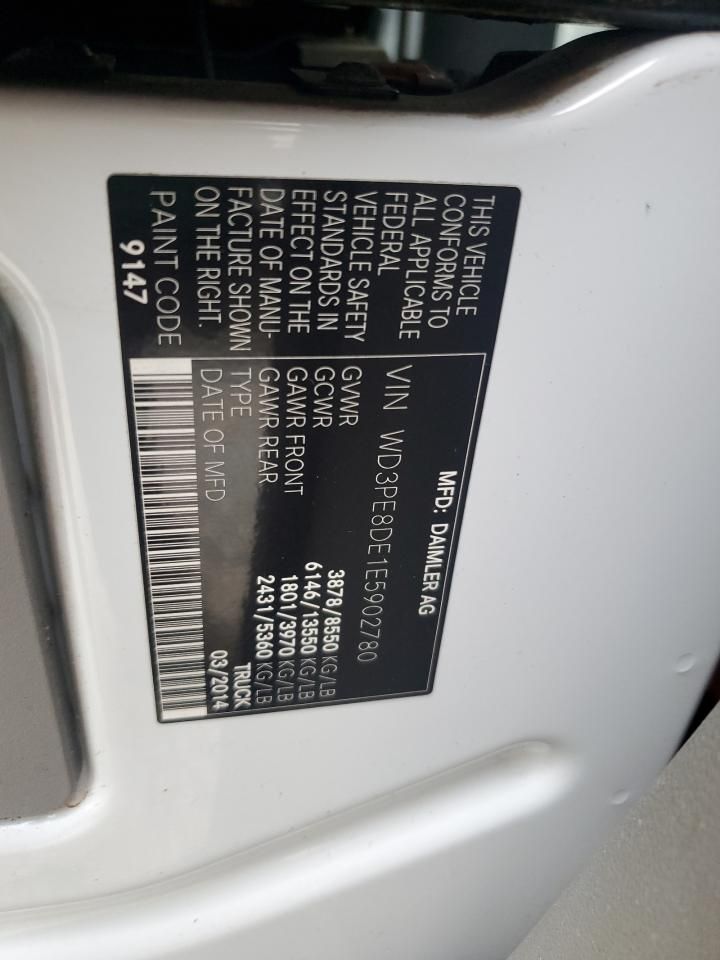 MFD: DAIMLER AG
THIS VEHICLE
CONFORMS TO
ALL APPLICABLE
FEDERAL
VEHICLE SAFETY
STANDARDS IN
EFFECT ON THE
DATE OF MANU-
FACTURE SHOWN
ON THE RIGHT.
PAINT CODE
9147
VIN WD3PE8DE1E5902780
GVWR 3878/8550 KG/LB
GCWR 6146/13550 KG/LB
GAWR FRONT 1801/3970 KG/LB
GAWR REAR 2431/5360 KG/LB
TYPE TRUCK
DATE OF MFD 03/2014